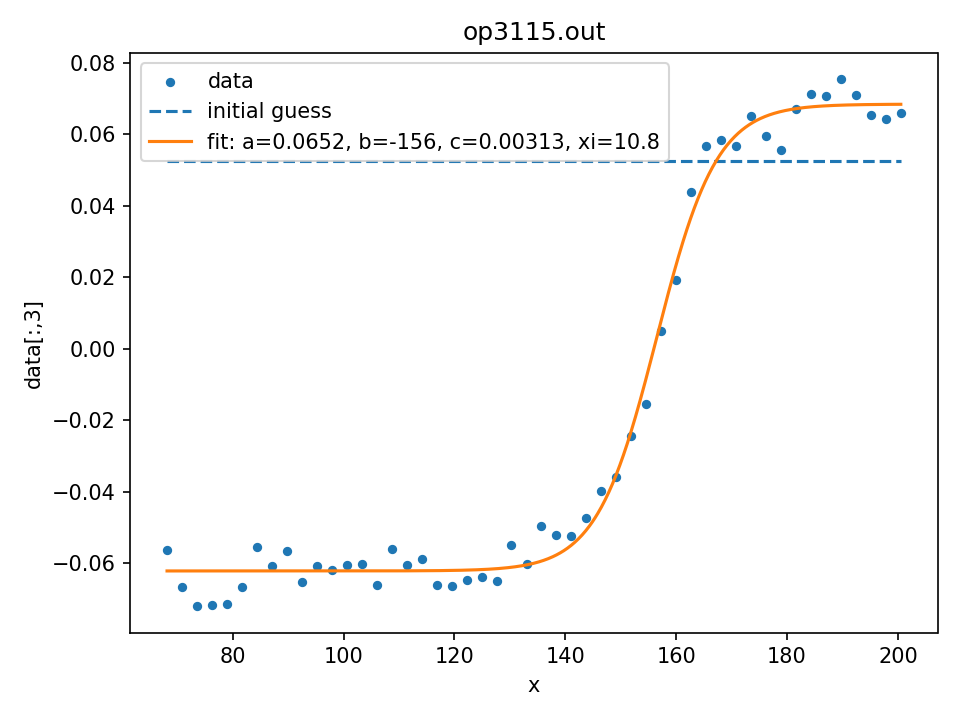 op3115.out
data
initial guess
fit: a=0.0652, b=-156, c=0.00313, xi=10.8
0.08
0.06
0.04
0.02
0.00
−0.02
−0.04
−0.06
data[:,3]
80 100 120 140 160 180 200
x